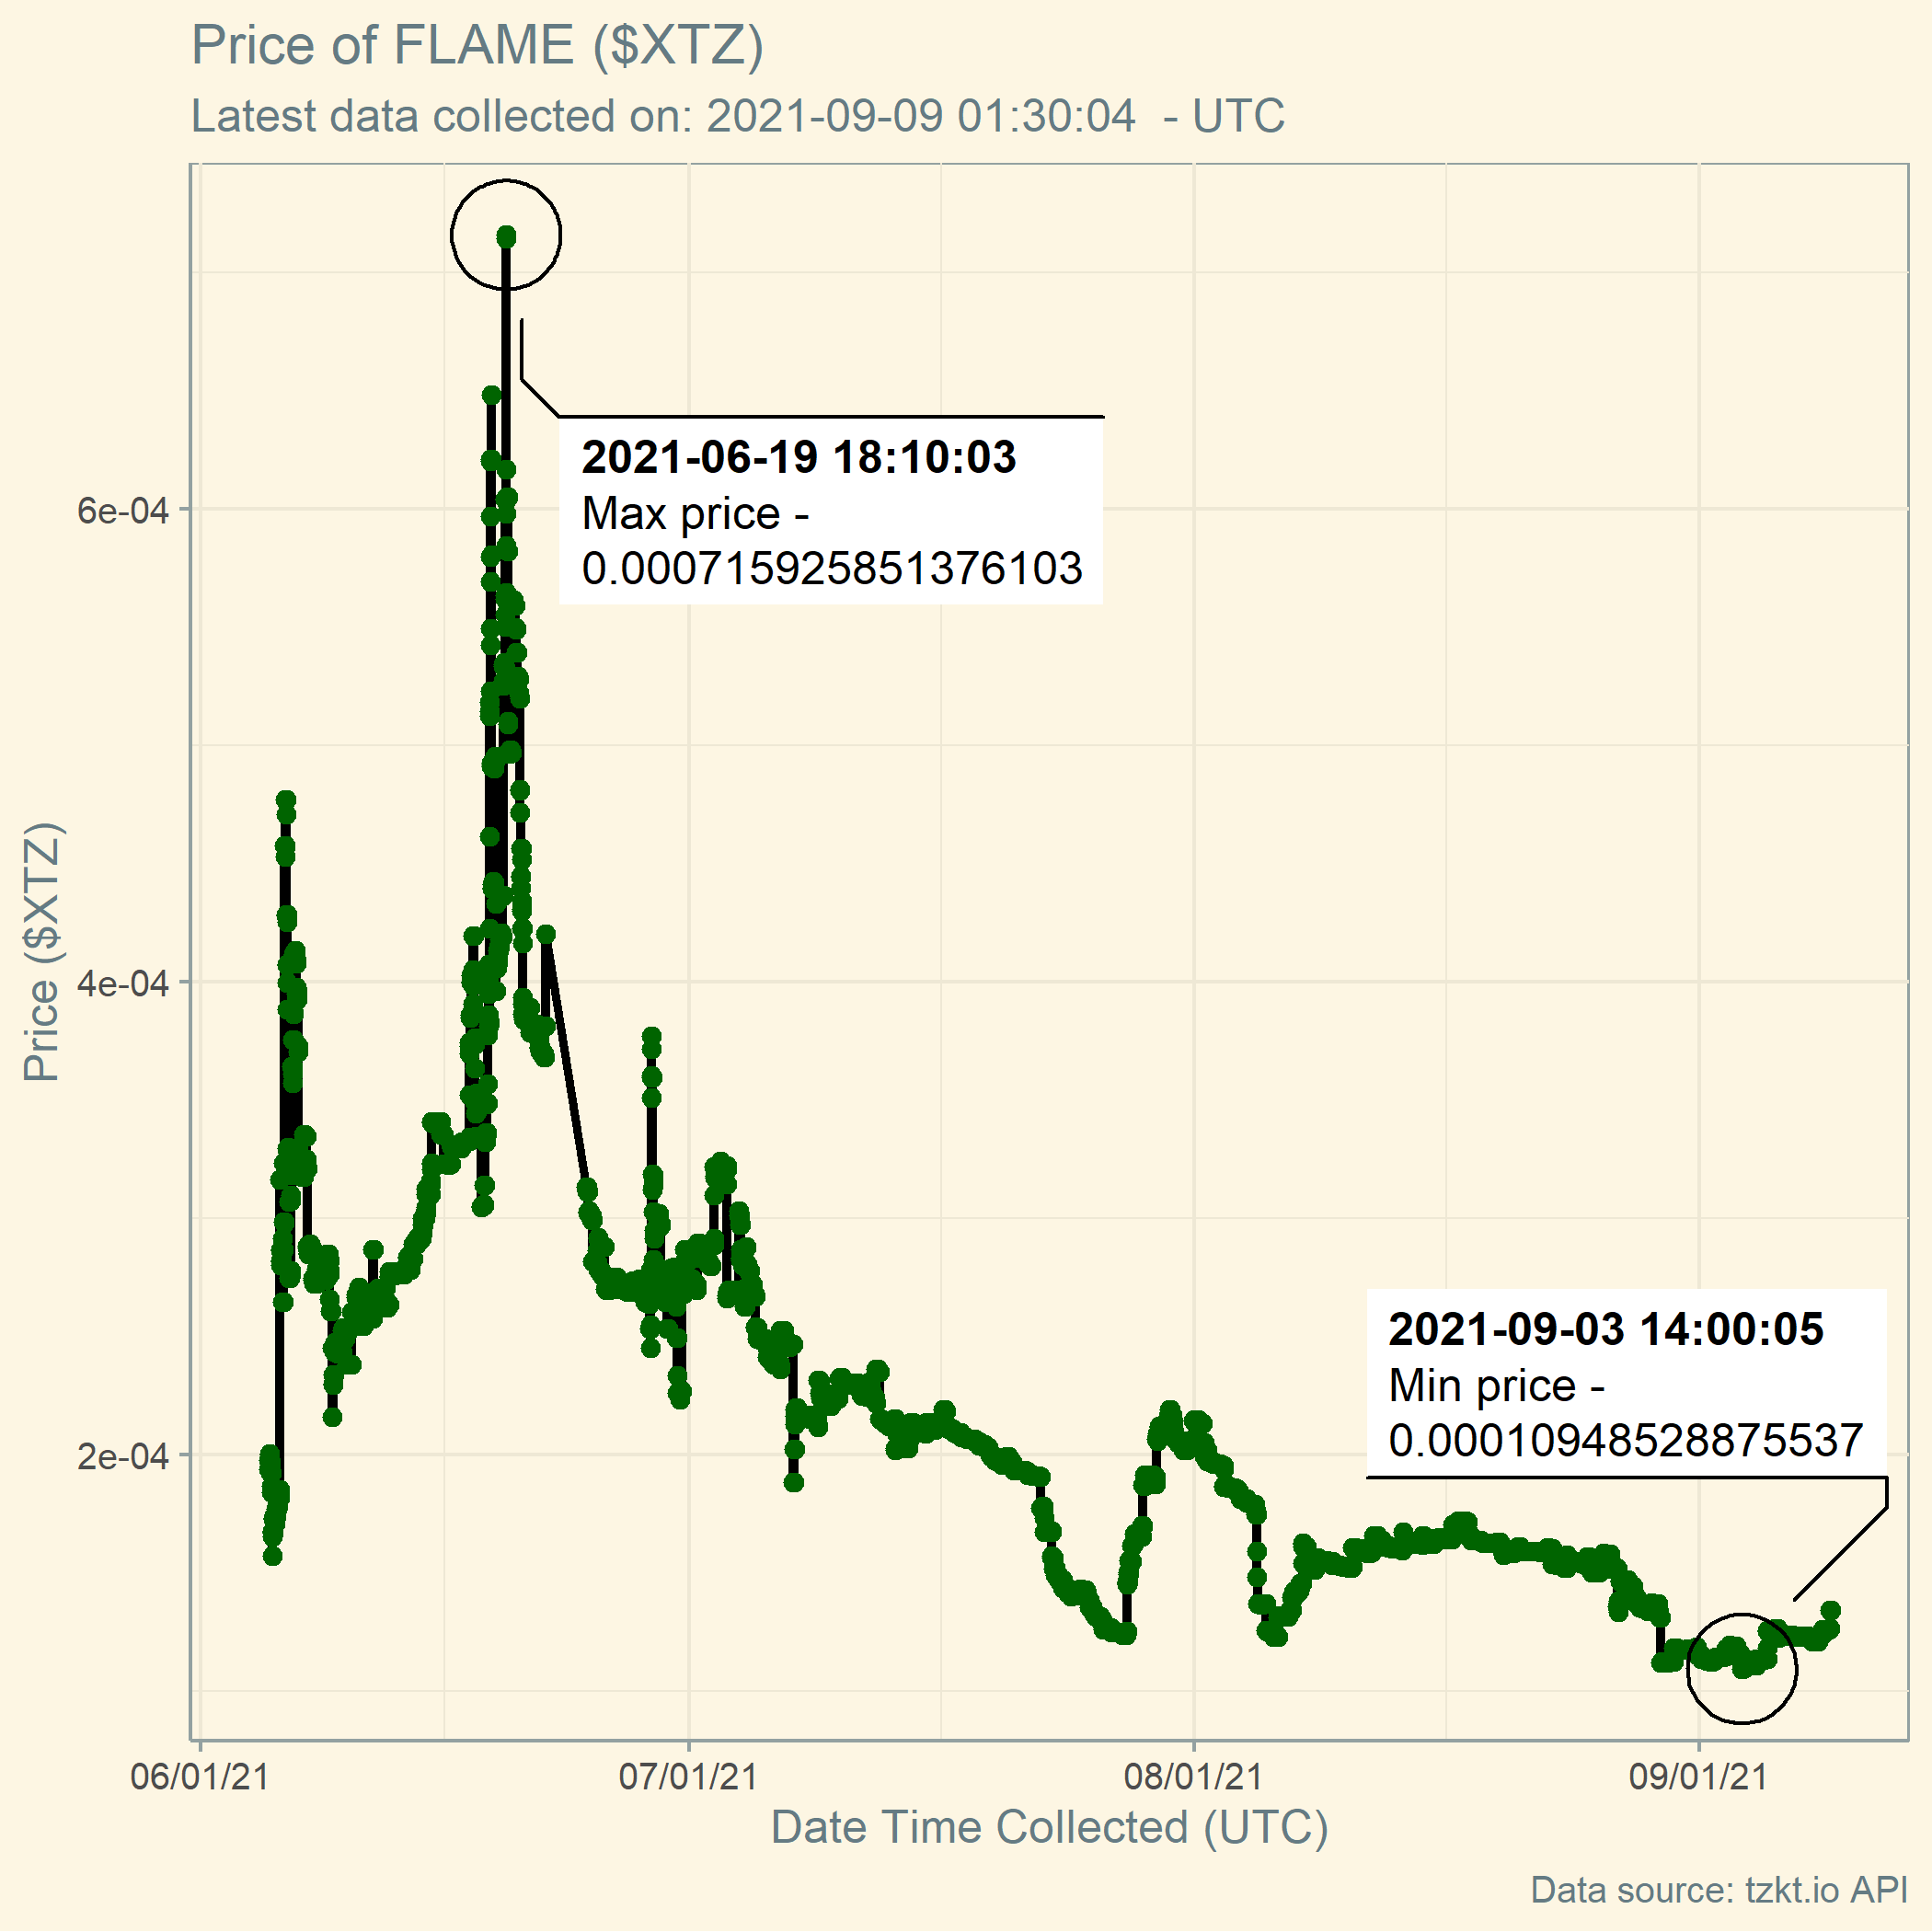 Price of FLAME ($XTZ)
Latest data collected on: 2021-09-09 01:30:04  - UTC
2021-06-19 18:10:03
Max price -
0.000715925851376103
6e-04
4e-04
2e-04
Price ($XTZ)
2021-09-03 14:00:05
Min price -
0.00010948528875537
06/01/21
07/01/21
08/01/21
09/01/21
Date Time Collected (UTC)
Data source: tzkt.io API